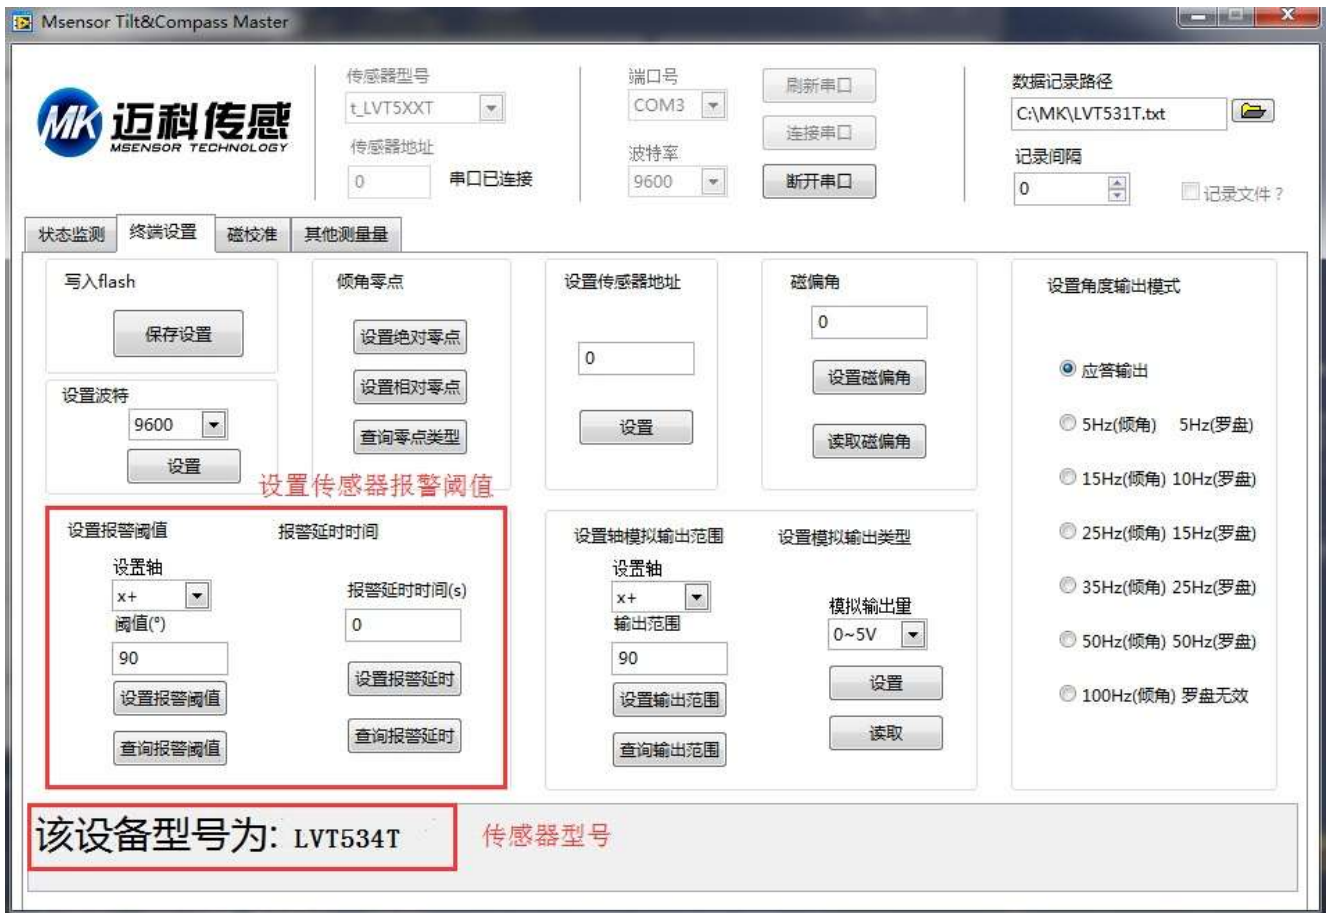 Msensor Tilt&Compass Master
MK 迈科传感
MSENSOR TECHNOLOGY
传感器型号
t_LVT5XXT
传感器地址
0
串口已连接
端口号
COM3
波特率
9600
刷新串口
连接串口
断开串口
数据记录路径
C:\MK\LVT531T.txt
记录间隔
0
记录文件?
状态监测
终端设置
磁校准
其他测量量
写入flash
保存设置
设置波特
9600
设置
倾角零点
设置绝对零点
设置相对零点
查询零点类型
设置传感器地址
0
设置
磁偏角
0
设置磁偏角
读取磁偏角
设置角度输出模式
应答输出
5Hz(倾角) 5Hz(罗盘)
15Hz(倾角) 10Hz(罗盘)
25Hz(倾角) 15Hz(罗盘)
35Hz(倾角) 25Hz(罗盘)
50Hz(倾角) 50Hz(罗盘)
100Hz(倾角) 罗盘无效
设置传感器报警阈值
设置报警阈值
设置轴
x+
阈值(°)
90
设置报警阈值
查询报警阈值
报警延时时间
报警延时时间(s)
0
设置报警延时
查询报警延时
设置轴模拟输出范围
设置轴
x+
输出范围
90
设置输出范围
查询输出范围
设置模拟输出类型
模拟输出量
0~5V
设置
读取
该设备型号为: LVT534T
传感器型号